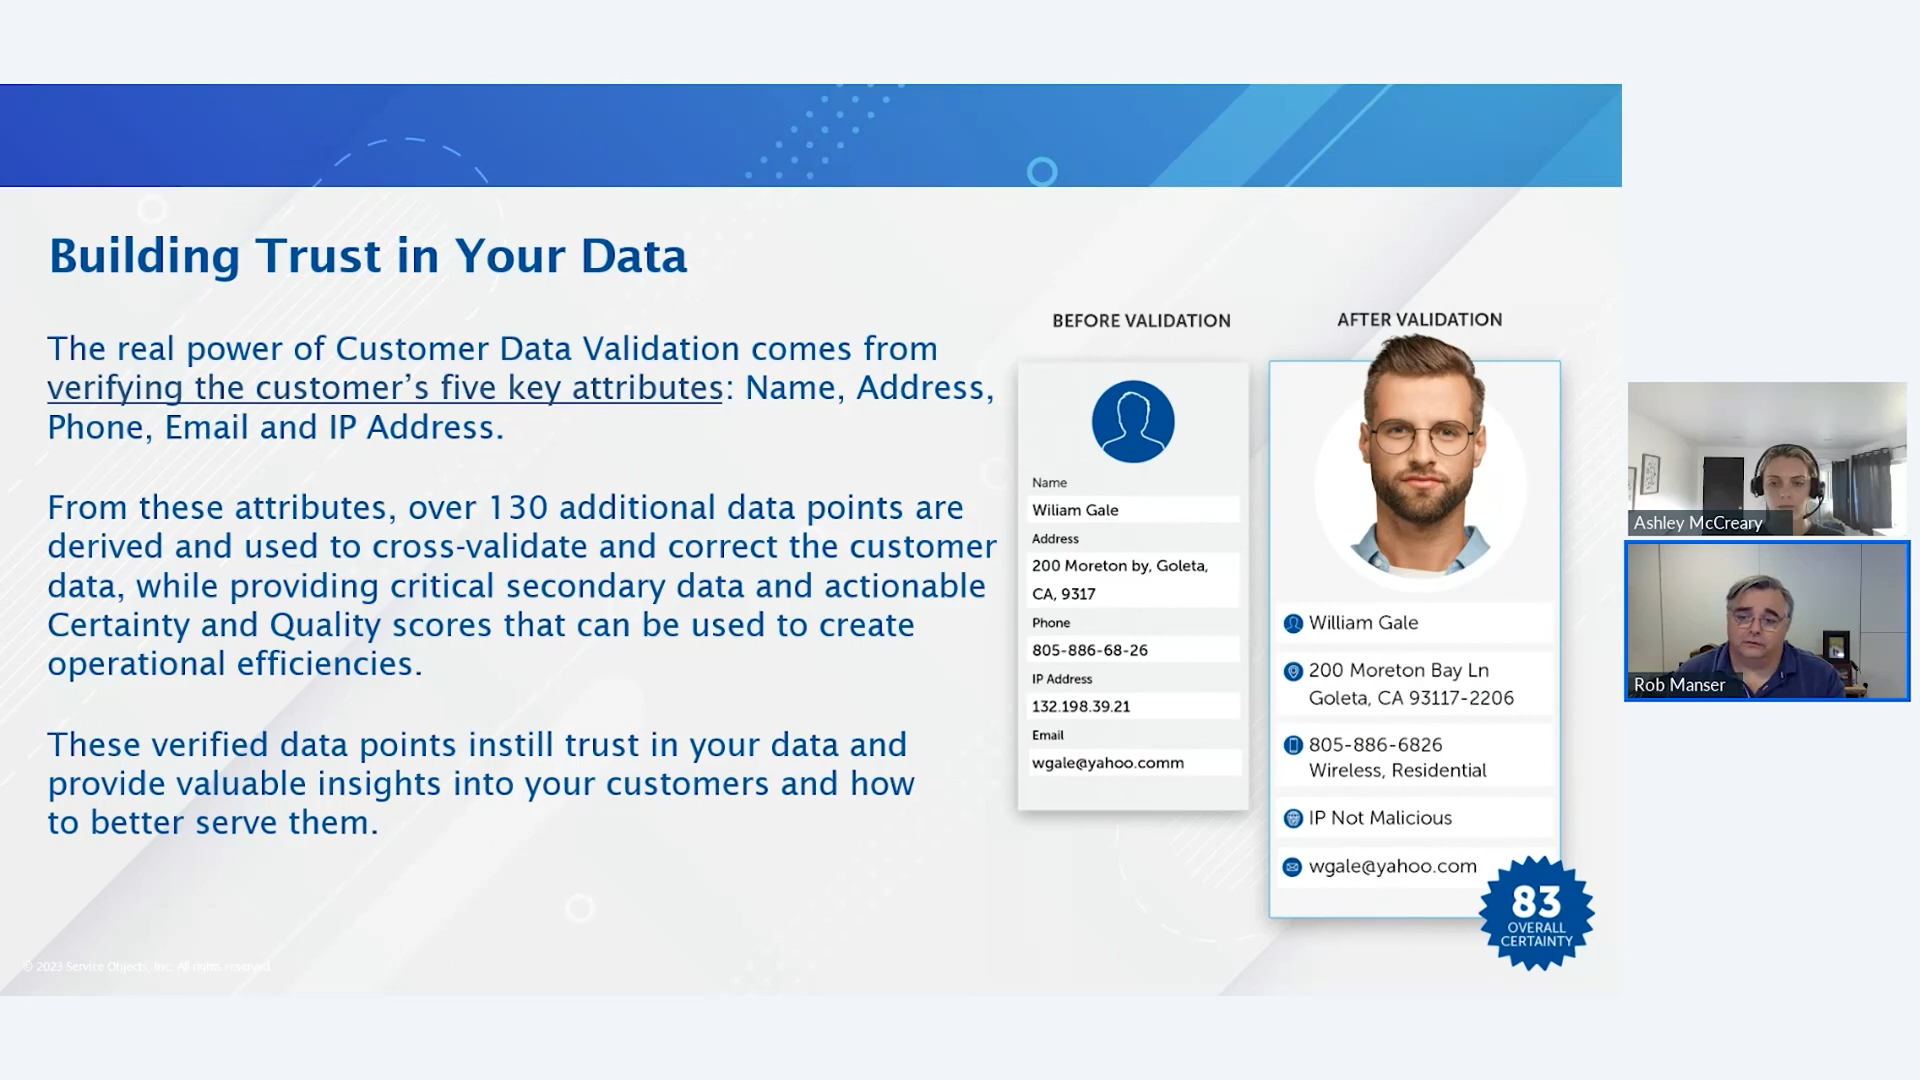 Building Trust in Your Data
The real power of Customer Data Validation comes from
verifying the customer's five key attributes: Name, Address,
Phone, Email and IP Address.
From these attributes, over 130 additional data points are
derived and used to cross-validate and correct the customer
data, while providing critical secondary data and actionable
Certainty and Quality scores that can be used to create
operational efficiencies.
These verified data points instill trust in your data and
provide valuable insights into your customers and how
to better serve them.
BEFORE VALIDATION
Name
Wiliam Gale
Address
200 Moreton by, Goleta,
CA, 9317
Phone
805-886-68-26
IP Address
132.198.39.21
Email
wgale@yahoo.comm
AFTER VALIDATION
William Gale
200 Moreton Bay Ln
Goleta, CA 93117-2206
805-886-6826
Wireless, Residential
IP Not Malicious
wgale@yahoo.com
83
OVERALL
CERTAINTY
Ashley McCreary
Rob Manser
© 2023 Service Objects, Inc. All rights reserved.